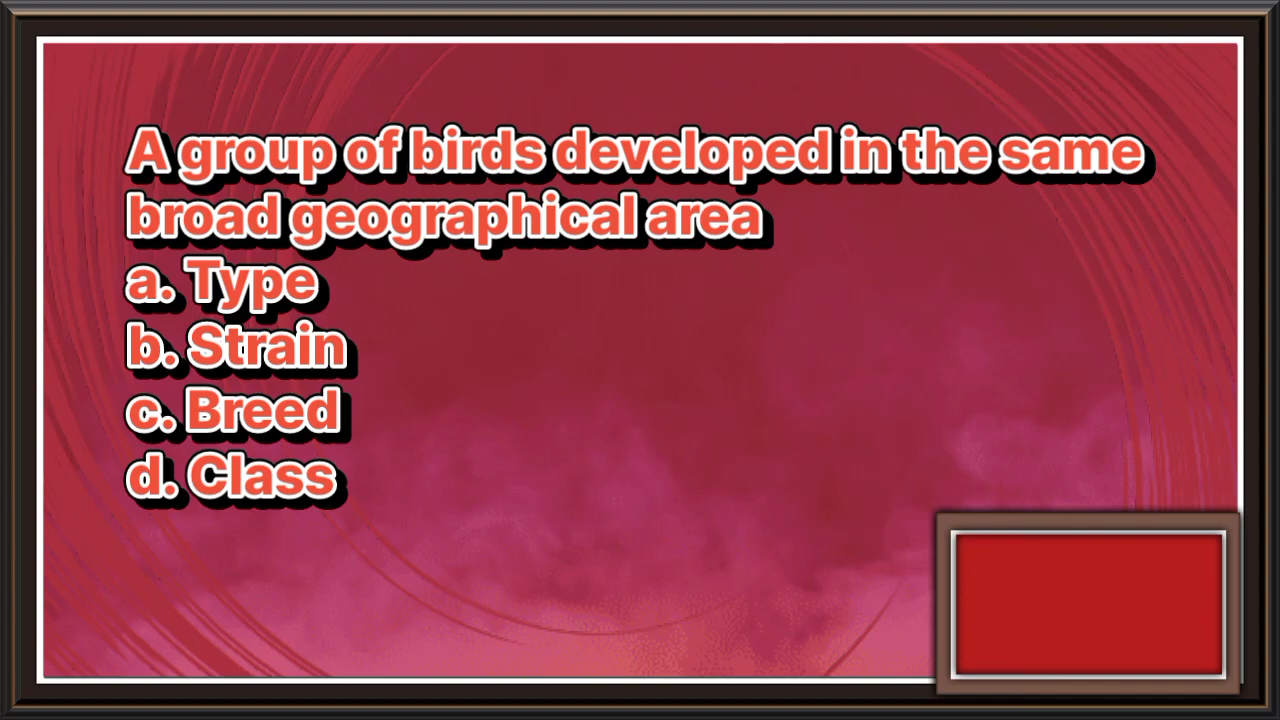 A group of birds developed in the same
broad geographical area
a. Type
b. Strain
c. Breed
d. Class